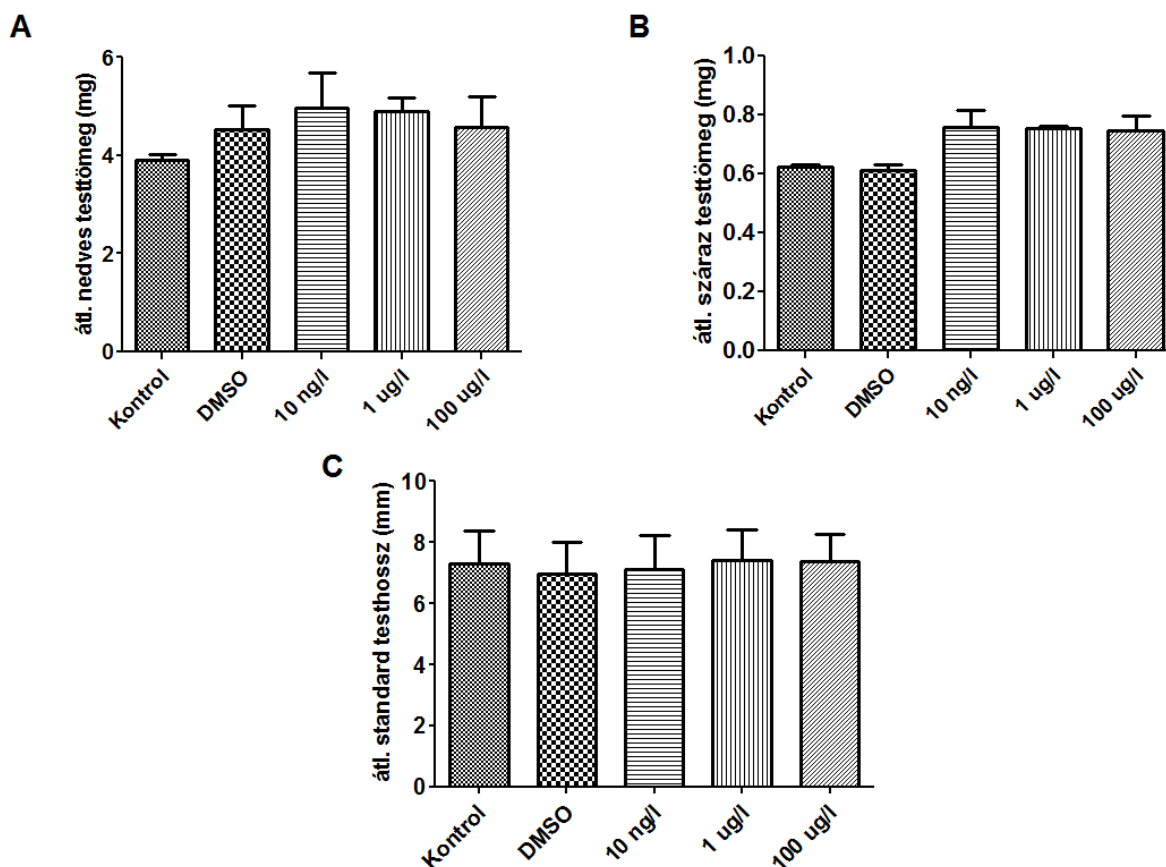 A
átl. nedves testtömeg (mg)
6
4
2
0
Kontrol
DMSO
10 ng/l
1 ug/l
100 ug/l
B
átl. száraz testtömeg (mg)
1.0
0.8
0.6
0.4
0.2
0.0
Kontrol
DMSO
10 ng/l
1 ug/l
100 ug/l
C
átl. standard testhossz (mm)
10
8
6
4
2
0
Kontrol
DMSO
10 ng/l
1 ug/l
100 ug/l